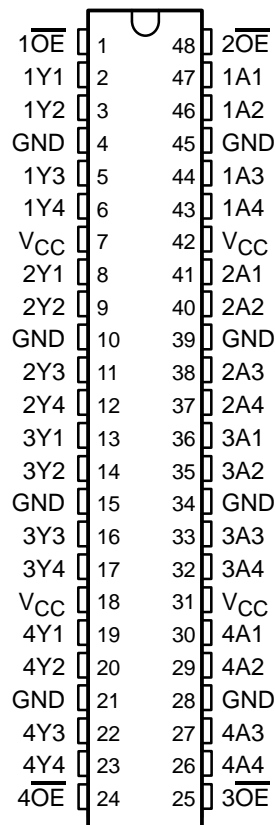 1O̅E̅ 1 48 2O̅E̅
1Y1 2 47 1A1
1Y2 3 46 1A2
GND 4 45 GND
1Y3 5 44 1A3
1Y4 6 43 1A4
VCC 7 42 VCC
2Y1 8 41 2A1
2Y2 9 40 2A2
GND 10 39 GND
2Y3 11 38 2A3
2Y4 12 37 2A4
3Y1 13 36 3A1
3Y2 14 35 3A2
GND 15 34 GND
3Y3 16 33 3A3
3Y4 17 32 3A4
VCC 18 31 VCC
4Y1 19 30 4A1
4Y2 20 29 4A2
GND 21 28 GND
4Y3 22 27 4A3
4Y4 23 26 4A4
4O̅E̅ 24 25 3O̅E̅